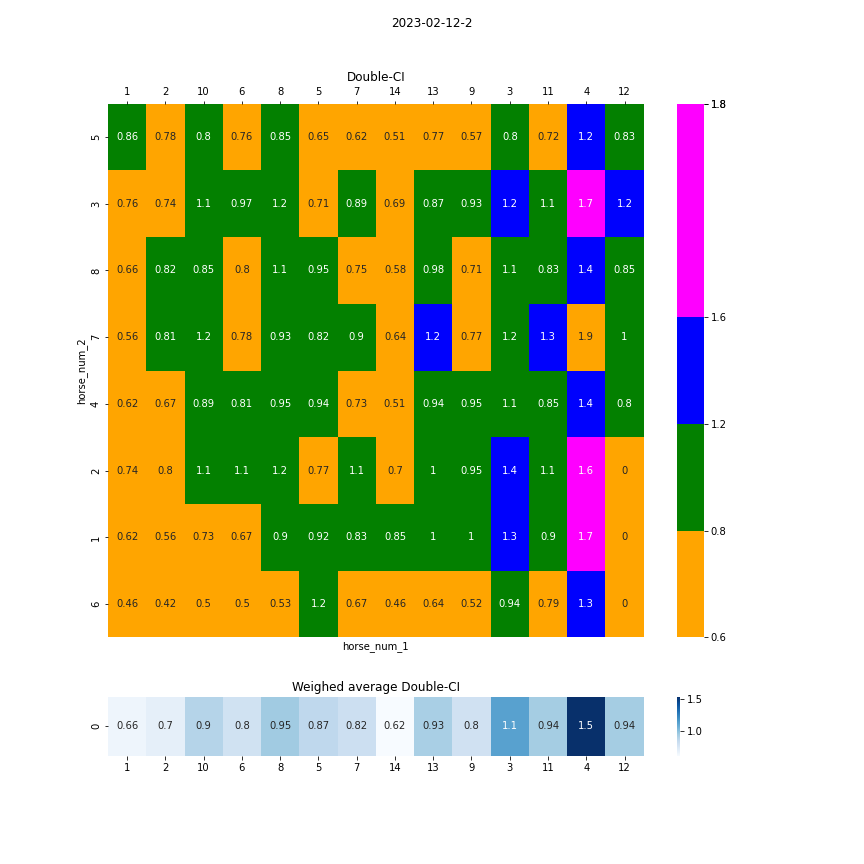 2023-02-12-2
Double-CI
1 2 10 6 8 5 7 14 13 9 3 11 4 12
1.8
5 0.86 0.78 0.8 0.76 0.85 0.65 0.62 0.51 0.77 0.57 0.8 0.72 1.2 0.83
3 0.76 0.74 1.1 0.97 1.2 0.71 0.89 0.69 0.87 0.93 1.2 1.1 1.7 1.2
8 0.66 0.82 0.85 0.8 1.1 0.95 0.75 0.58 0.98 0.71 1.1 0.83 1.4 0.85
1.6
7 0.56 0.81 1.2 0.78 0.93 0.82 0.9 0.64 1.2 0.77 1.2 1.3 1.9 1
horse_num_2
4 0.62 0.67 0.89 0.81 0.95 0.94 0.73 0.51 0.94 0.95 1.1 0.85 1.4 0.8
1.2
2 0.74 0.8 1.1 1.1 1.2 0.77 1.1 0.7 1 0.95 1.4 1.1 1.6 0
0.8
1 0.62 0.56 0.73 0.67 0.9 0.92 0.83 0.85 1 1 1.3 0.9 1.7 0
6 0.46 0.42 0.5 0.5 0.53 1.2 0.67 0.46 0.64 0.52 0.94 0.79 1.3 0
0.6
horse_num_1
Weighed average Double-CI
1.5
0 0.66 0.7 0.9 0.8 0.95 0.87 0.82 0.62 0.93 0.8 1.1 0.94 1.5 0.94
1.0
1 2 10 6 8 5 7 14 13 9 3 11 4 12